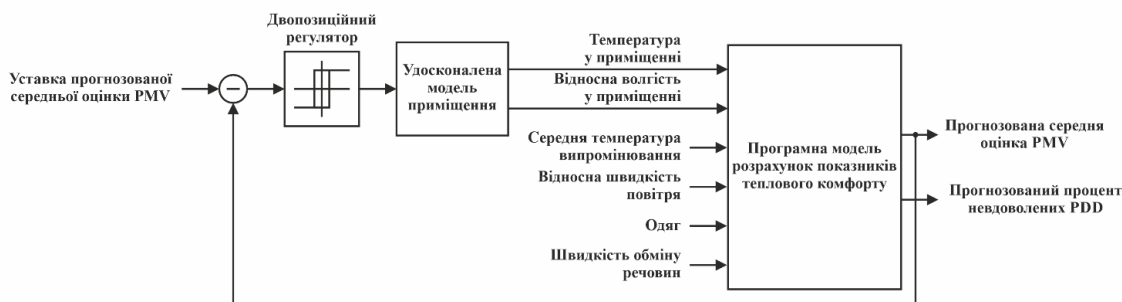 Двопозиційний
регулятор
Уставка прогнозованої
середньої оцінки PMV
Удосконалена
модель
приміщення
Температура
у приміщенні
Відносна волгість
у приміщенні
Середня температура
випромінювання
Відносна швидкість
повітря
Одяг
Швидкість обміну
речовин
Програмна модель
розрахунок показників
теплового комфорту
Прогнозована середня
оцінка PMV
Прогнозований процент
невдоволених PDD